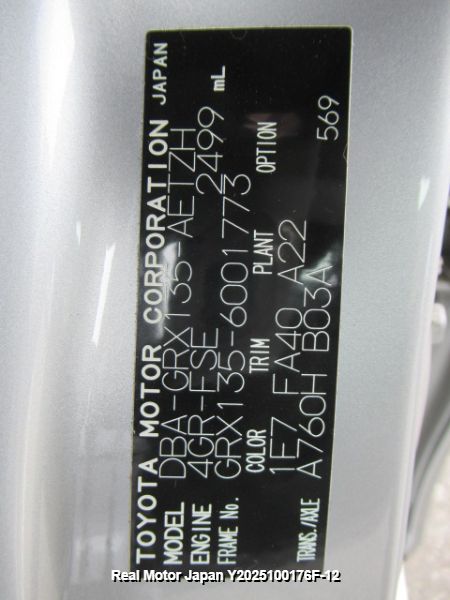 TOYOTA MOTOR CORPORATION JAPAN
MODEL DBA-GRX135-AETZH
ENGINE 4GR-FSE 2499 mL
FRAME No. GRX135-6001773
COLOR TRIM PLANT OPTION
1E7 FA40 A22
TRANS./AXLE A760H B03A 569
Real Motor Japan Y2025100176F-12